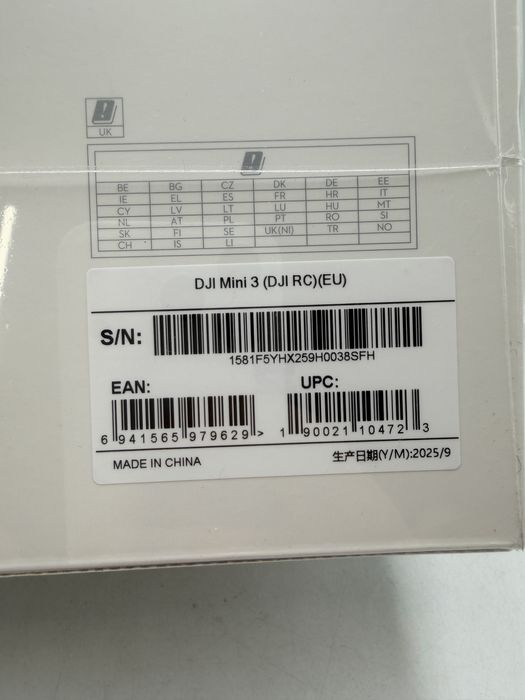 UK
BE BG CZ DK DE EE
IE EL ES FR HR IT
CY LV LT LU HU MT
NL AT PL PT RO SI
SK FI SE UK(NI) TR NO
CH IS LI
DJI Mini 3 (DJI RC)(EU)
S/N:
1581F5YHX259H0038SFH
EAN: UPC:
6 941565 979629 > 1 90021 10472 3
MADE IN CHINA 生产日期(Y/M):2025/9